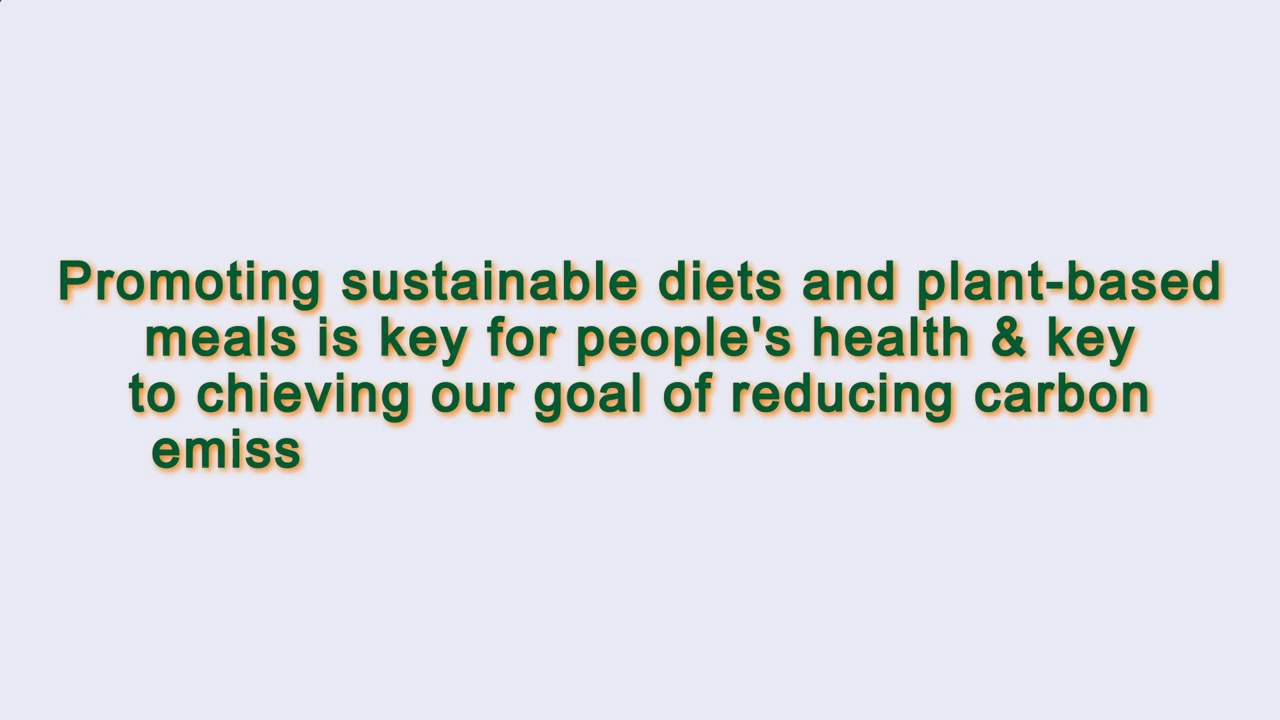 Promoting sustainable diets and plant-based
meals is key for people's health & key
to chieving our goal of reducing carbon
emiss